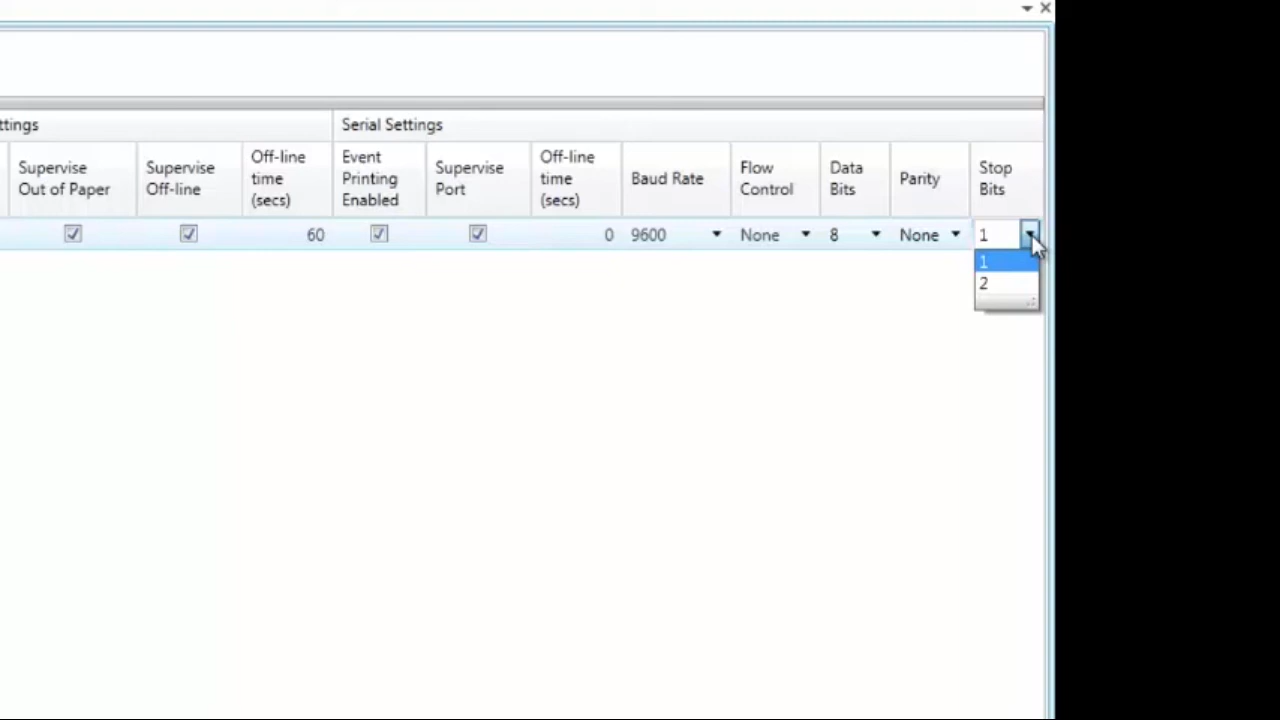 ttings
Serial Settings
Supervise
Out of Paper
Supervise
Off-line
Off-line
time
(secs)
Event
Printing
Enabled
Supervise
Port
Off-line
time
(secs)
Baud Rate
Flow
Control
Data
Bits
Parity
Stop
Bits
60
0
9600
None
8
None
1
1
2